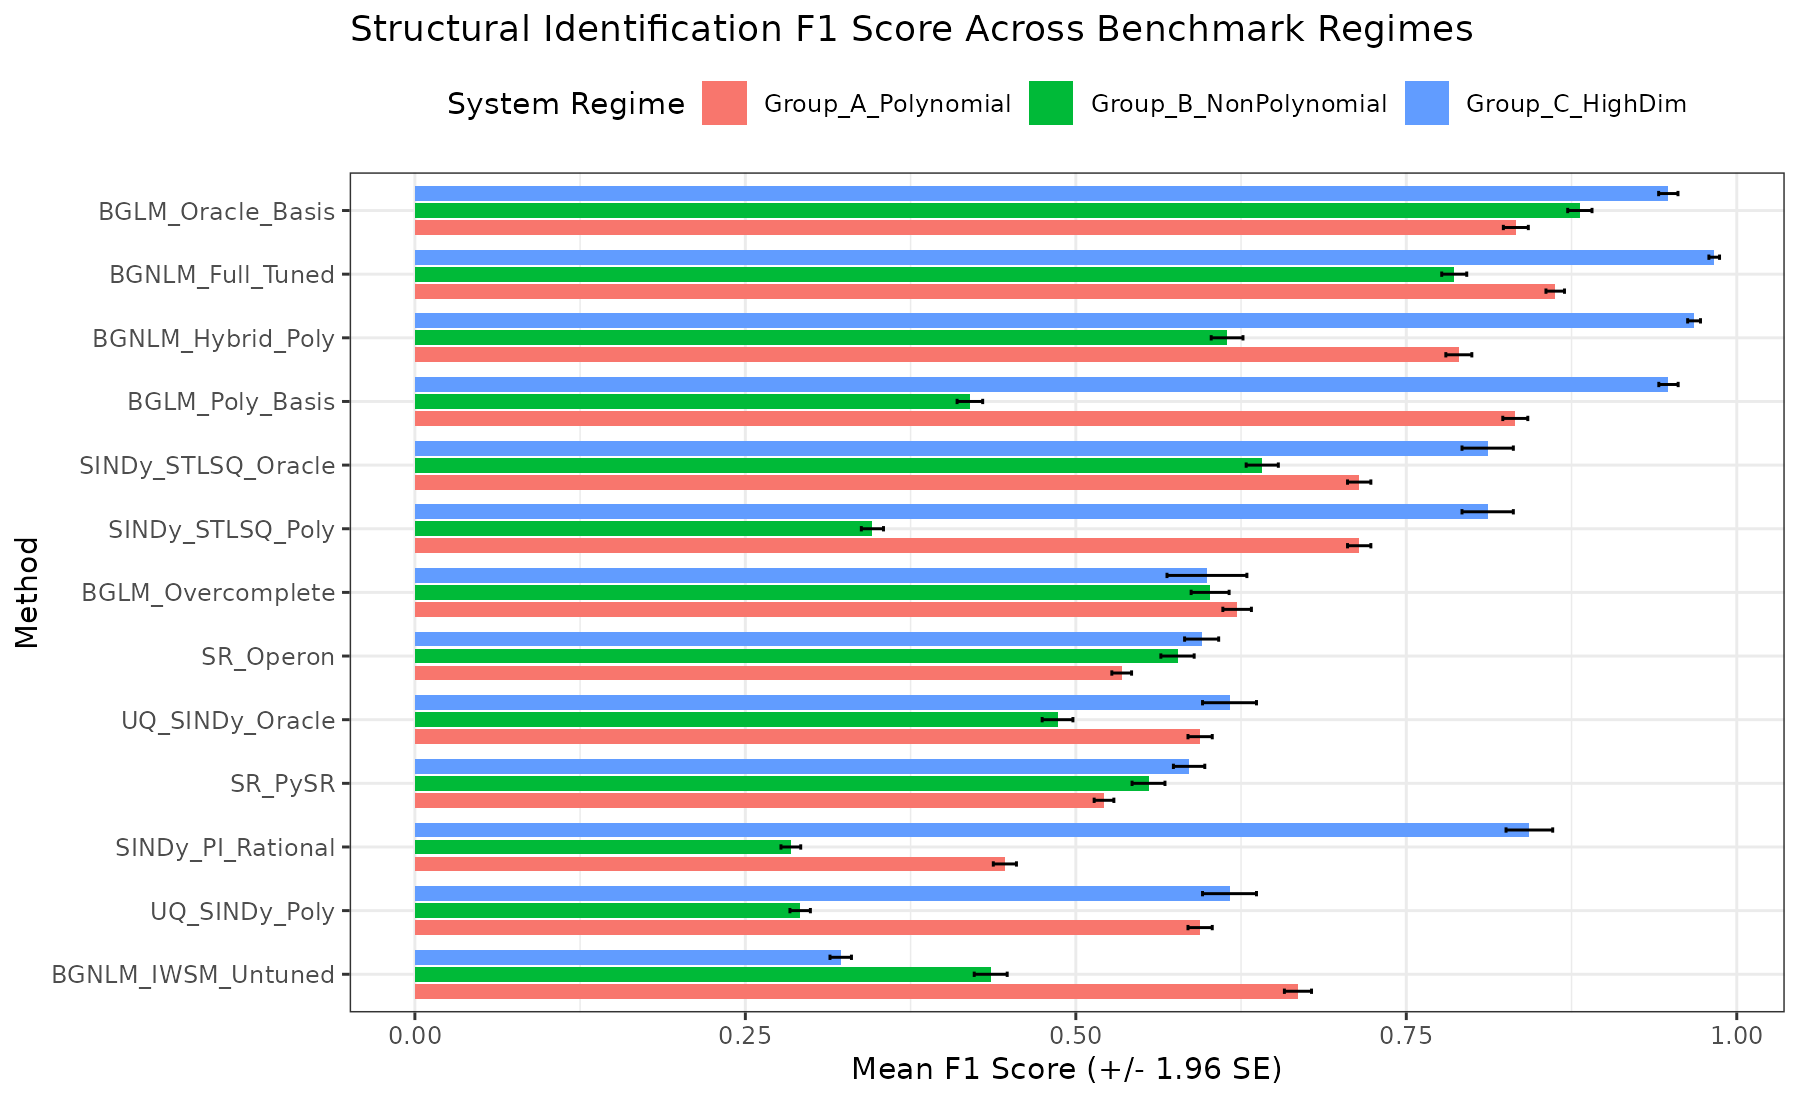 Structural Identification F1 Score Across Benchmark Regimes
System Regime Group_A_Polynomial Group_B_NonPolynomial Group_C_HighDim
Method
BGLM_Oracle_Basis
BGNLM_Full_Tuned
BGNLM_Hybrid_Poly
BGLM_Poly_Basis
SINDy_STLSQ_Oracle
SINDy_STLSQ_Poly
BGLM_Overcomplete
SR_Operon
UQ_SINDy_Oracle
SR_PySR
SINDy_PI_Rational
UQ_SINDy_Poly
BGNLM_IWSM_Untuned
0.00 0.25 0.50 0.75 1.00
Mean F1 Score (+/- 1.96 SE)